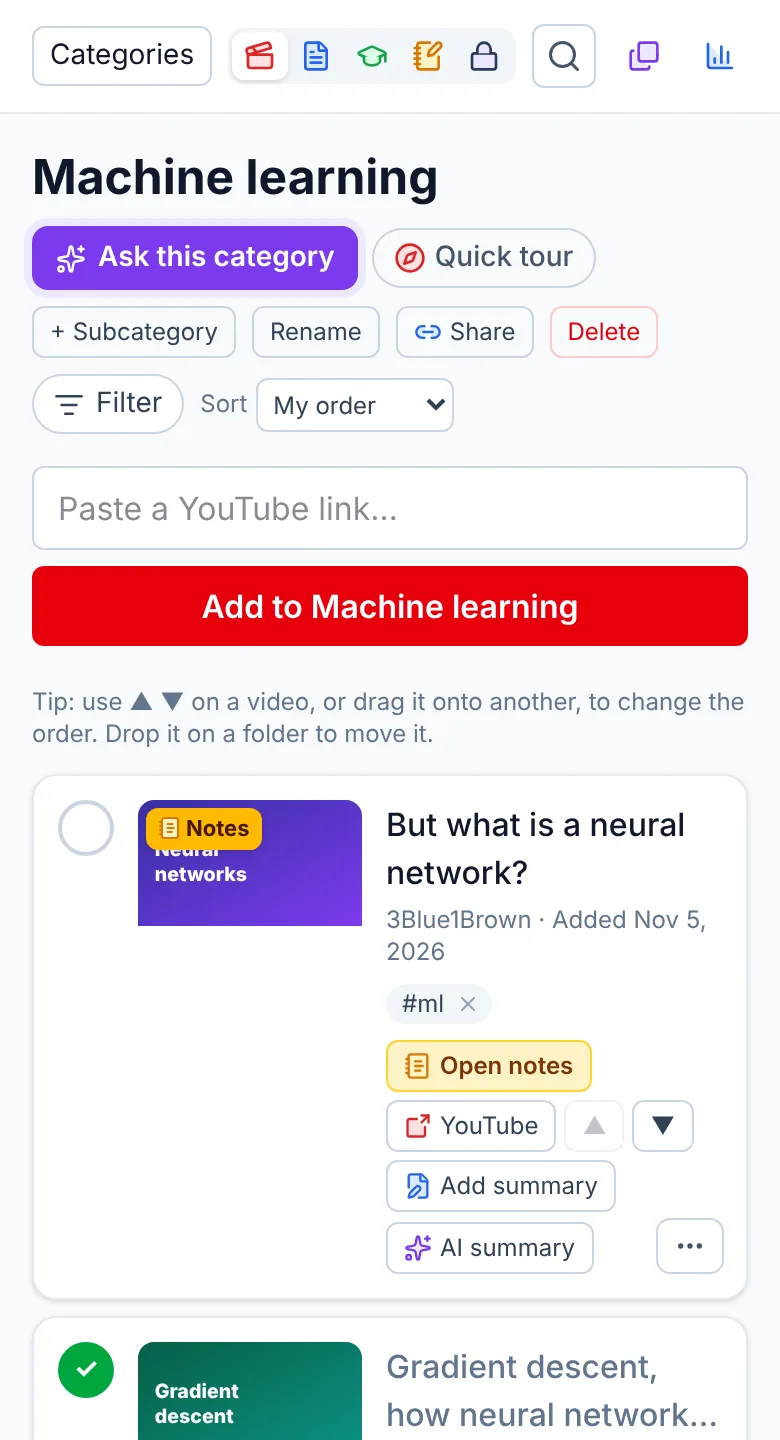 Categories
Machine learning
Ask this category
Quick tour
+ Subcategory
Rename
Share
Delete
Filter
Sort
My order
Paste a YouTube link...
Add to Machine learning
Tip: use ▲ ▼ on a video, or drag it onto another, to change the
order. Drop it on a folder to move it.
Notes
Neural
networks
But what is a neural
network?
3Blue1Brown · Added Nov 5,
2026
#ml ×
Open notes
YouTube
▲
▼
Add summary
AI summary
...
Gradient
descent
Gradient descent,
how neural network...